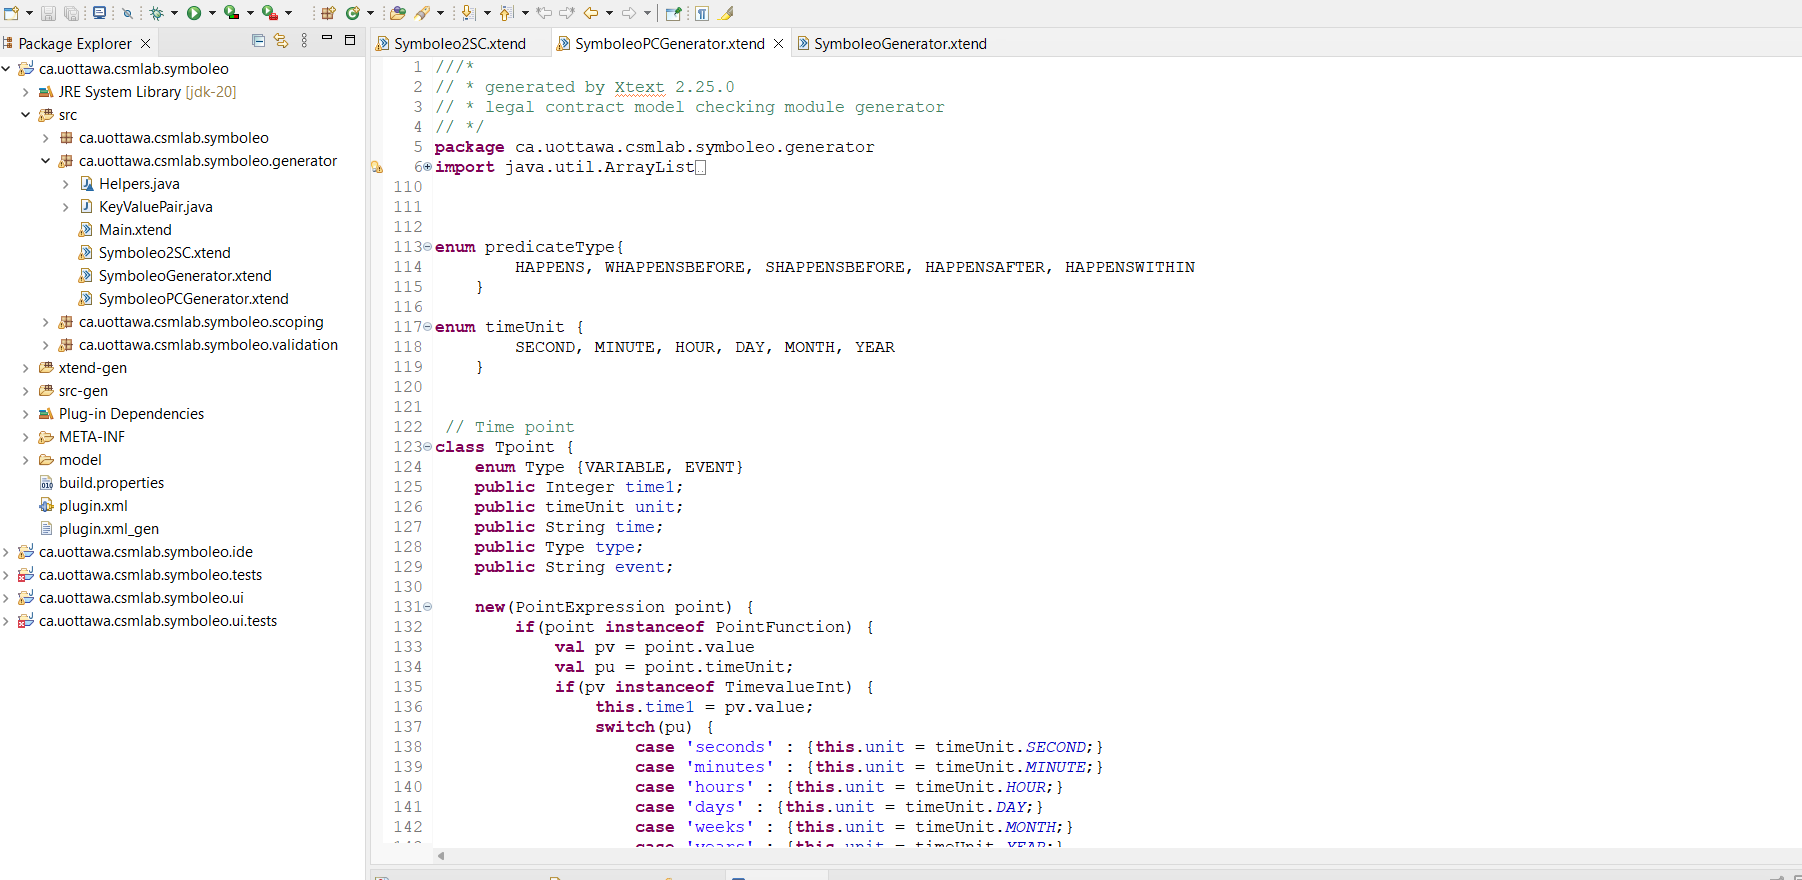 Package Explorer
ca.uottawa.csmlab.symboleo
JRE System Library [jdk-20]
src
ca.uottawa.csmlab.symboleo
ca.uottawa.csmlab.symboleo.generator
Helpers.java
KeyValuePair.java
Main.xtend
Symboleo2SC.xtend
SymboleoGenerator.xtend
SymboleoPCGenerator.xtend
ca.uottawa.csmlab.symboleo.scoping
ca.uottawa.csmlab.symboleo.validation
xtend-gen
src-gen
Plug-in Dependencies
META-INF
model
build.properties
plugin.xml
plugin.xml_gen
ca.uottawa.csmlab.symboleo.ide
ca.uottawa.csmlab.symboleo.tests
ca.uottawa.csmlab.symboleo.ui
ca.uottawa.csmlab.symboleo.ui.tests
Symboleo2SC.xtend SymboleoPCGenerator.xtend SymboleoGenerator.xtend
1 ///*
2 // * generated by Xtext 2.25.0
3 // * legal contract model checking module generator
4 // */
5 package ca.uottawa.csmlab.symboleo.generator
6 import java.util.ArrayList
110
111
112
113 enum predicateType{
114 HAPPENS, WHAPPENSBEFORE, SHAPPENSBEFORE, HAPPENSAFTER, HAPPENSWITHIN
115 }
116
117 enum timeUnit {
118 SECOND, MINUTE, HOUR, DAY, MONTH, YEAR
119 }
120
121
122 // Time point
123 class Tpoint {
124 enum Type {VARIABLE, EVENT}
125 public Integer time1;
126 public timeUnit unit;
127 public String time;
128 public Type type;
129 public String event;
130
131 new(PointExpression point) {
132 if(point instanceof PointFunction) {
133 val pv = point.value
134 val pu = point.timeUnit;
135 if(pv instanceof TimevalueInt) {
136 this.time1 = pv.value;
137 switch(pu) {
138 case 'seconds' : {this.unit = timeUnit.SECOND;}
139 case 'minutes' : {this.unit = timeUnit.MINUTE;}
140 case 'hours' : {this.unit = timeUnit.HOUR;}
141 case 'days' : {this.unit = timeUnit.DAY;}
142 case 'weeks' : {this.unit = timeUnit.MONTH;}
case 'years' : {this.unit = timeUnit.YEAR;}